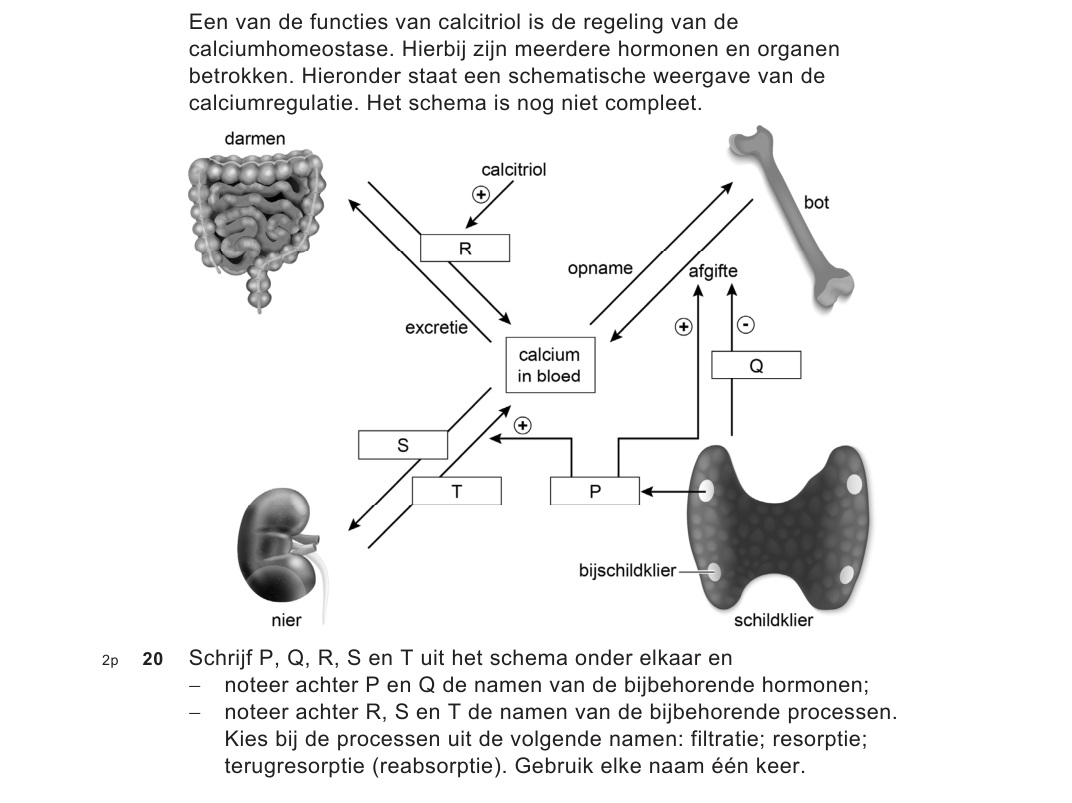 Een van de functies van calcitriol is de regeling van de
calciumhomeostase. Hierbij zijn meerdere hormonen en organen
betrokken. Hieronder staat een schematische weergave van de
calciumregulatie. Het schema is nog niet compleet.
darmen
calcitriol
+
bot
R
opname
afgifte
excretie
+
-
calcium
in bloed
Q
+
S
T
P
bijschildklier
nier
schildklier
2p 20 Schrijf P, Q, R, S en T uit het schema onder elkaar en
– noteer achter P en Q de namen van de bijbehorende hormonen;
– noteer achter R, S en T de namen van de bijbehorende processen.
Kies bij de processen uit de volgende namen: filtratie; resorptie;
terugresorptie (reabsorptie). Gebruik elke naam één keer.